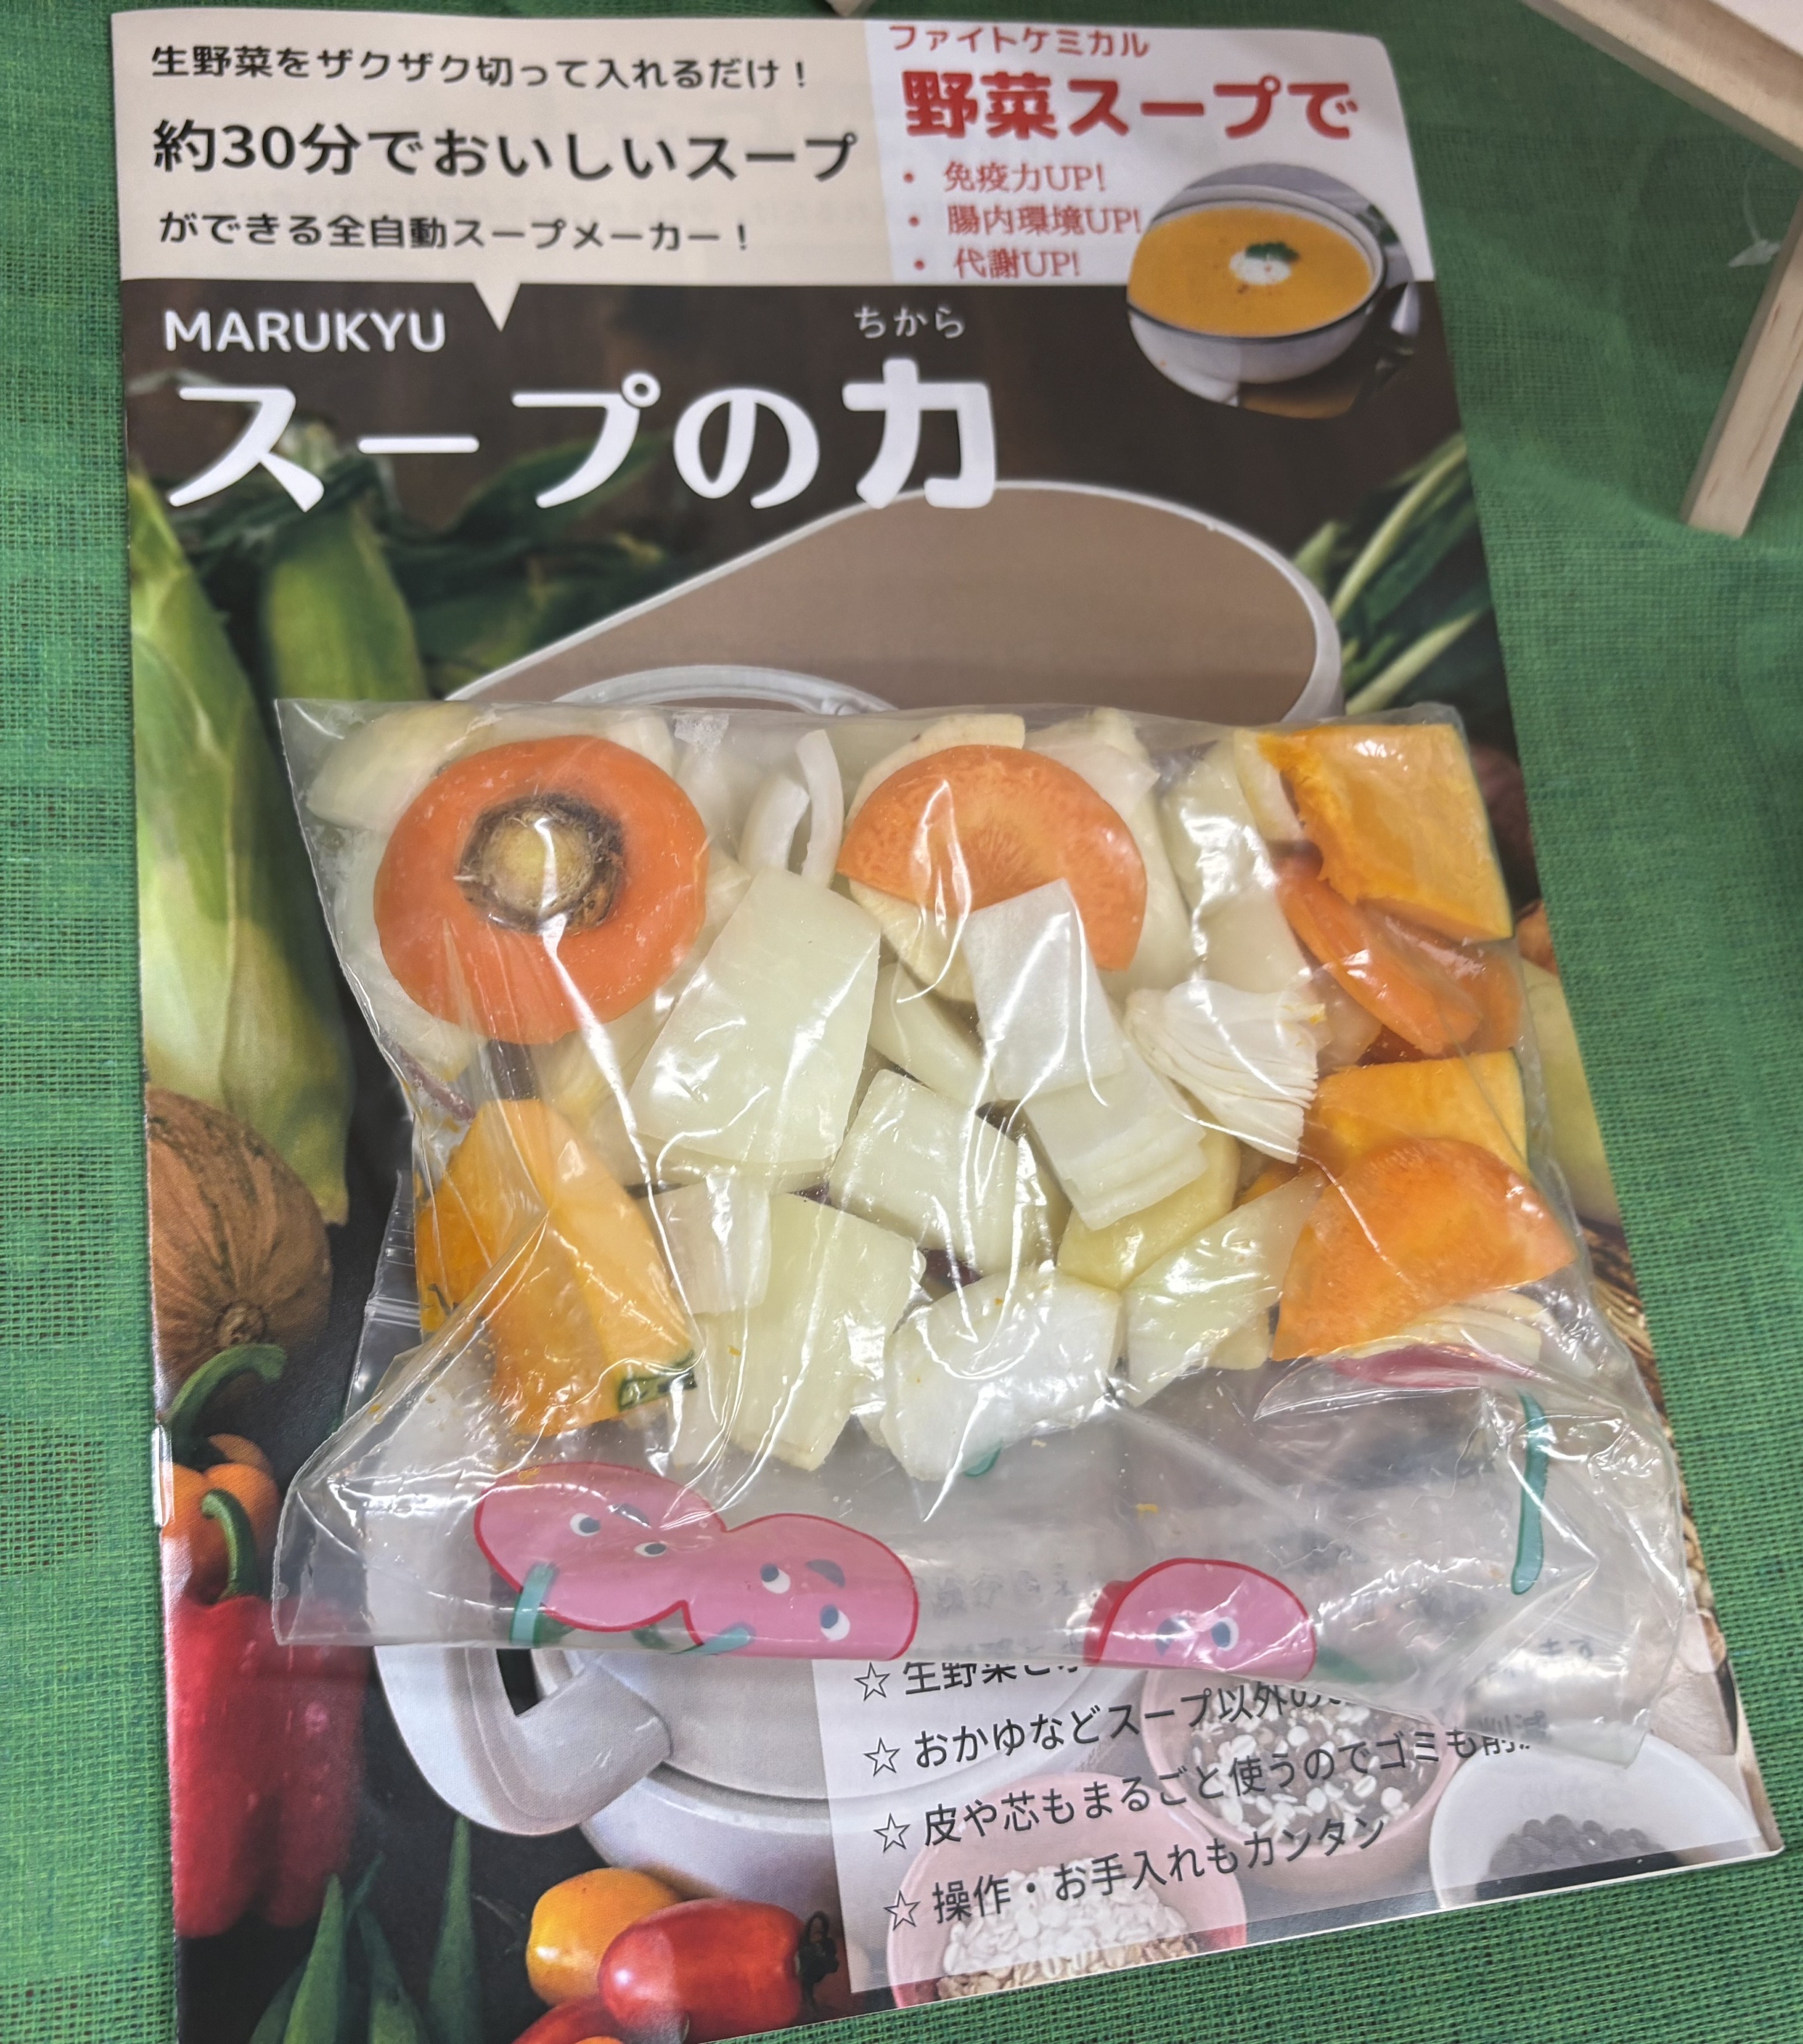 生野菜をザクザク切って入れるだけ!
約30分でおいしいスープ
ができる全自動スープメーカー!
ファイトケミカル
野菜スープで
• 免疫力UP!
• 腸内環境UP!
• 代謝UP!
MARUKYU
ちから
スープの力
☆ 生野菜
☆ おかゆなどスープ以外の
☆ 皮や芯もまるごと使うのでゴミも
☆ 操作・お手入れもカンタン